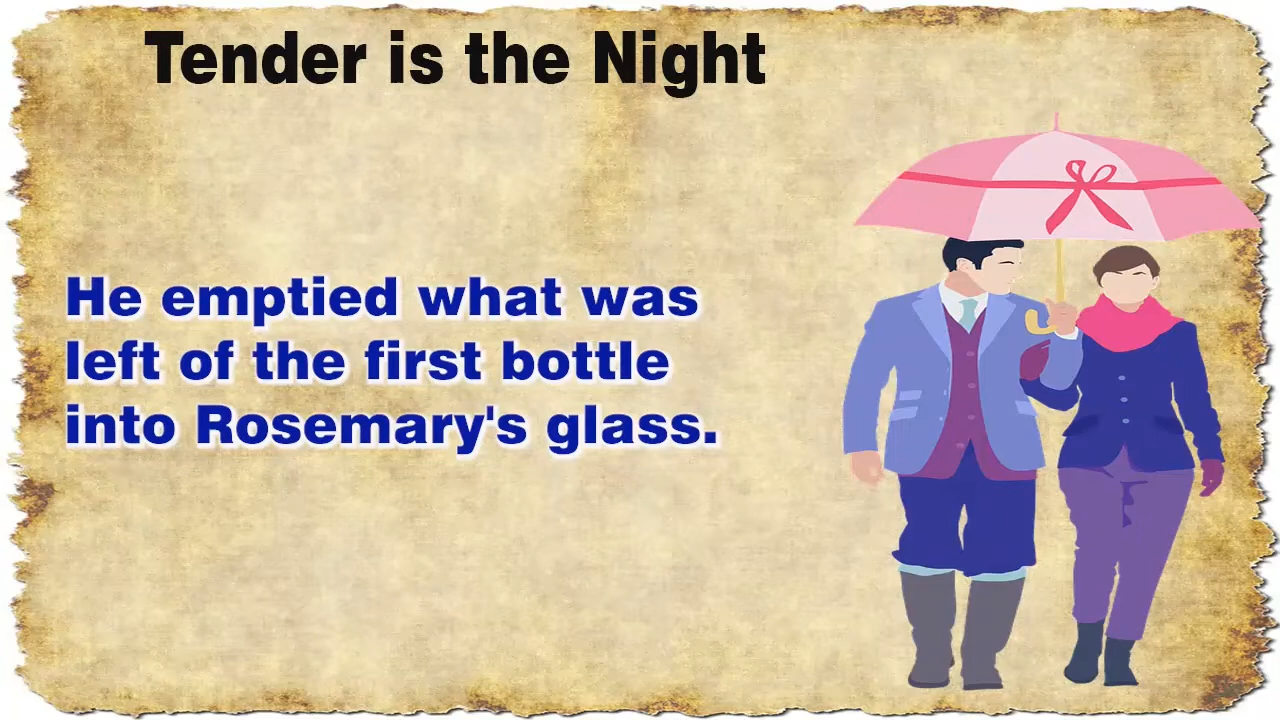 Tender is the Night
He emptied what was
left of the first bottle
into Rosemary's glass.